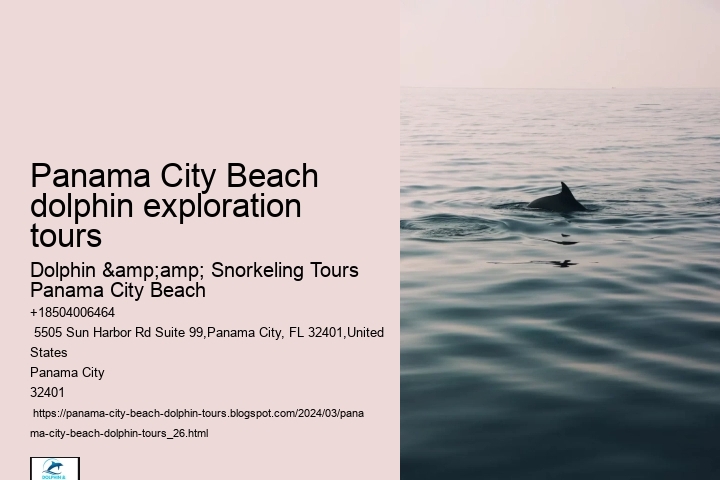 Panama City Beach
dolphin exploration
tours
Dolphin &amp;amp; Snorkeling Tours
Panama City Beach
+18504006464
5505 Sun Harbor Rd Suite 99,Panama City, FL 32401,United
States
Panama City
32401
https://panama-city-beach-dolphin-tours.blogspot.com/2024/03/pana
ma-city-beach-dolphin-tours_26.html
DOLPHIN &